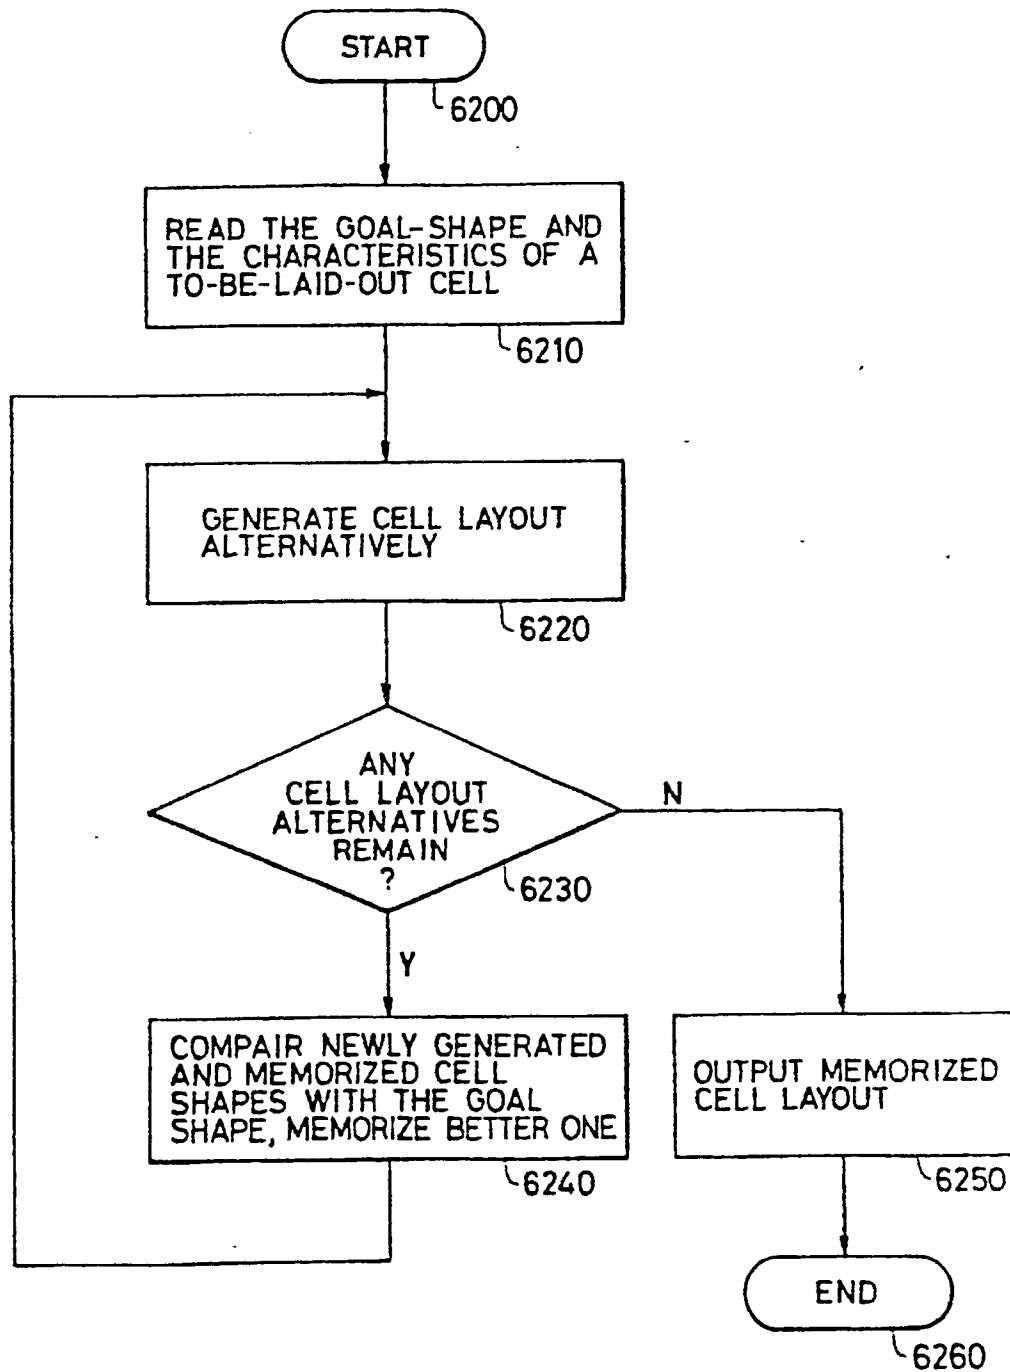 START
6200
READ THE GOAL-SHAPE AND
THE CHARACTERISTICS OF A
TO-BE-LAID-OUT CELL
6210
GENERATE CELL LAYOUT
ALTERNATIVELY
6220
ANY
CELL LAYOUT
ALTERNATIVES
REMAIN
?
6230
N
Y
COMPAIR NEWLY GENERATED
AND MEMORIZED CELL
SHAPES WITH THE GOAL
SHAPE, MEMORIZE BETTER ONE
6240
OUTPUT MEMORIZED
CELL LAYOUT
6250
END
6260